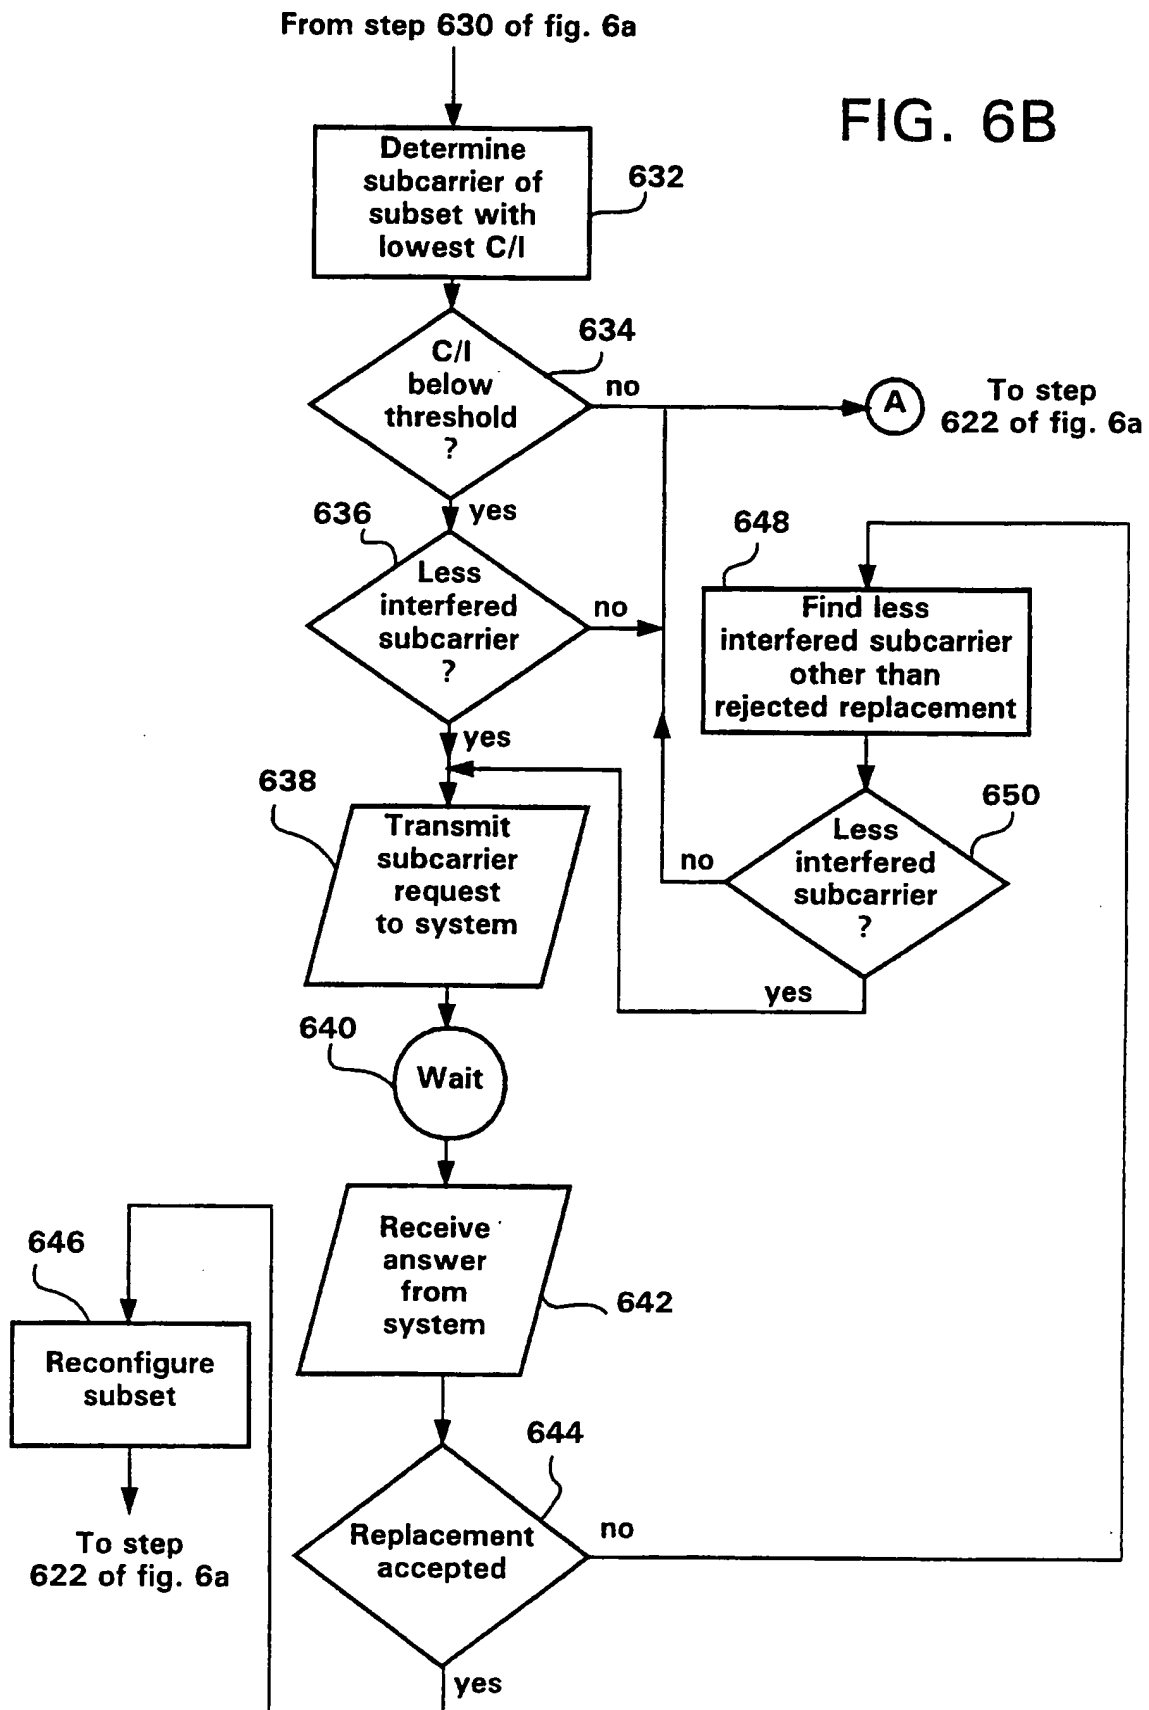 From step 630 of fig. 6a
FIG. 6B
Determine
subcarrier of
subset with
lowest C/I
632
C/I
below
threshold
?
634
no
A
To step
622 of fig. 6a
yes
636
Less
interfered
subcarrier
?
no
648
Find less
interfered subcarrier
other than
rejected replacement
yes
638
Transmit
subcarrier
request
to system
650
Less
interfered
subcarrier
?
no
yes
640
Wait
Receive
answer
from
system
642
646
Reconfigure
subset
To step
622 of fig. 6a
644
Replacement
accepted
no
yes